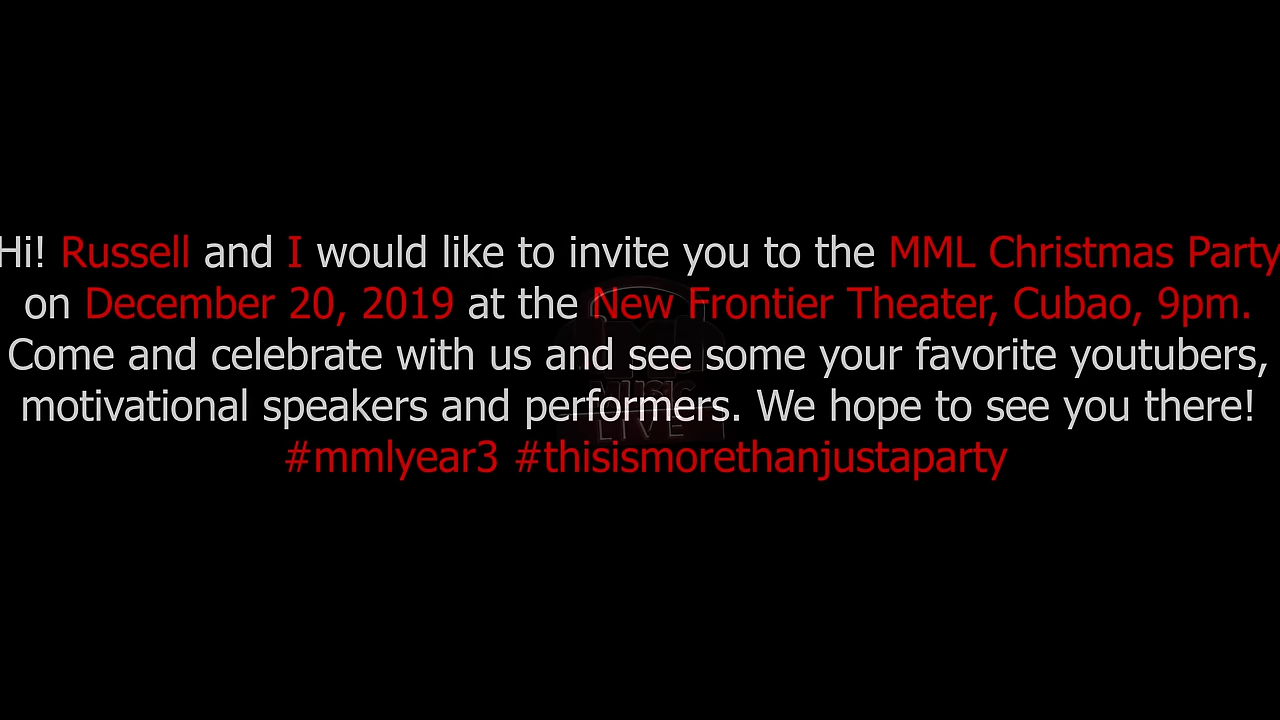 Hi! Russell and I would like to invite you to the MML Christmas Party
on December 20, 2019 at the New Frontier Theater, Cubao, 9pm.
Come and celebrate with us and see some your favorite youtubers,
motivational speakers and performers. We hope to see you there!
#mmlyear3 #thisismorethanjustaparty
MUSIC
LIVE